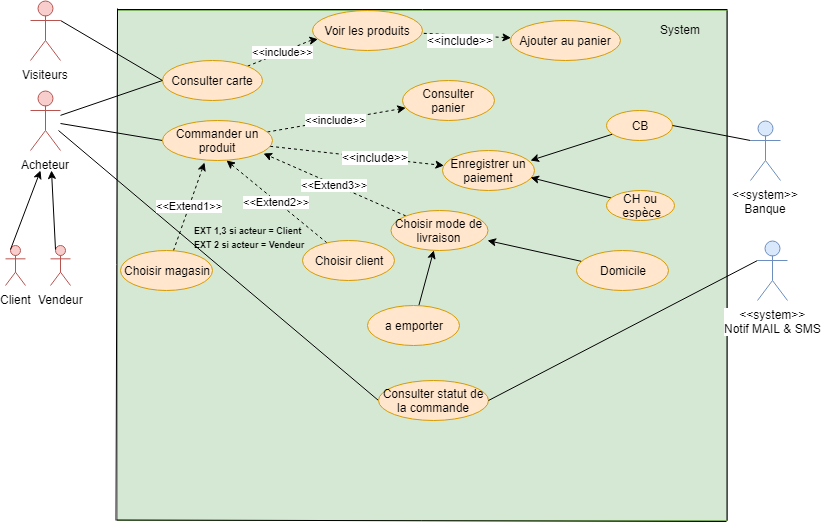 Voir les produits
System
<<include>>
<<include>>
Ajouter au panier
Visiteurs
Consulter carte
Consulter
panier
<<include>>
Commander un
produit
CB
Acheteur
<<include>>
Enregistrer un
paiement
<<Extend3>>
<<system>>
Banque
<<Extend1>>
<<Extend2>>
CH ou
espèce
Choisir mode de
livraison
EXT 1,3 si acteur = Client
EXT 2 si acteur = Vendeur
Choisir magasin
Choisir client
Domicile
Client
Vendeur
<<system>>
Notif MAIL & SMS
a emporter
Consulter statut de
la commande